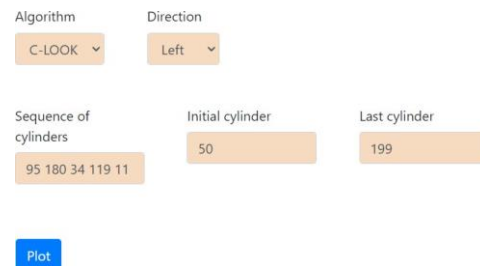 Algorithm
Direction
C-LOOK
Left
Sequence of
cylinders
Initial cylinder
Last cylinder
95 180 34 119 11
50
199
Plot